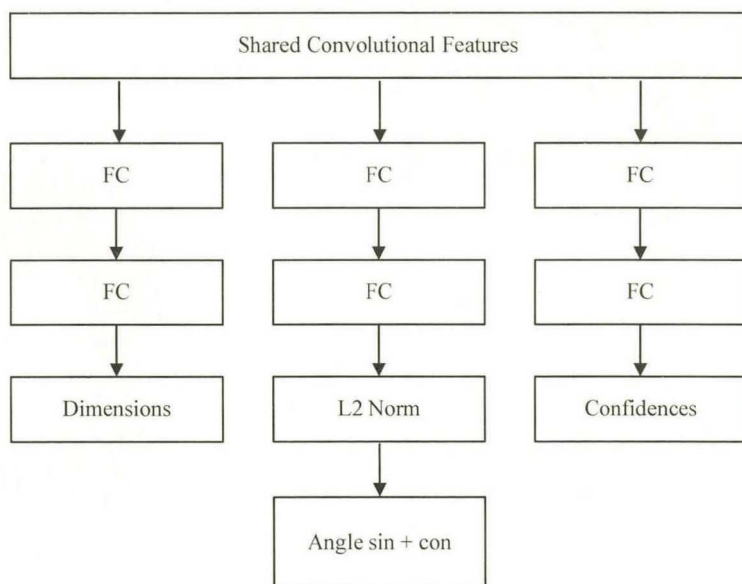 Shared Convolutional Features
FC
FC
FC
FC
FC
FC
Dimensions
L2 Norm
Confidences
Angle sin + con